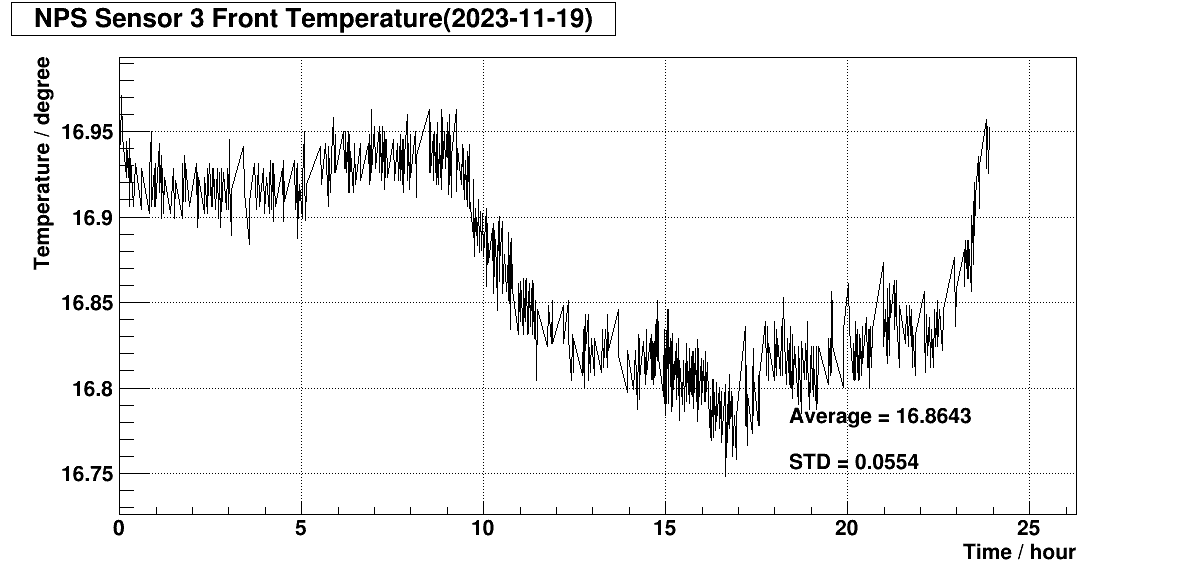 NPS Sensor 3 Front Temperature(2023-11-19)
Temperature / degree
16.95
16.9
16.85
16.8
16.75
Average = 16.8643
STD = 0.0554
0 5 10 15 20 25
Time / hour